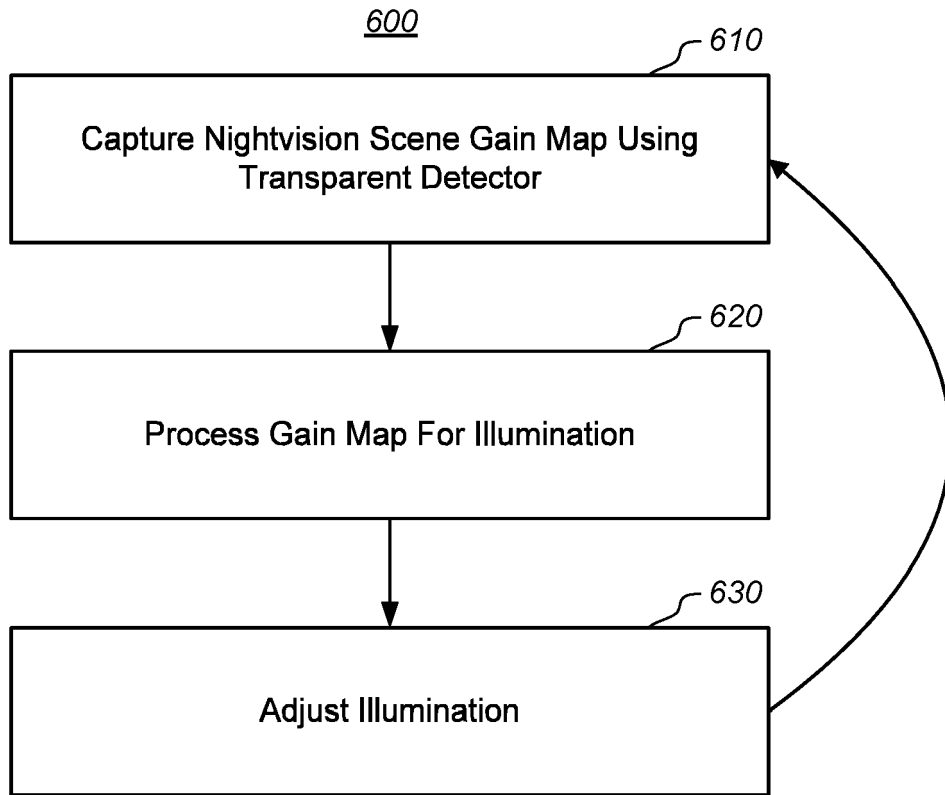 600
610
Capture Nightvision Scene Gain Map Using
Transparent Detector
620
Process Gain Map For Illumination
630
Adjust Illumination